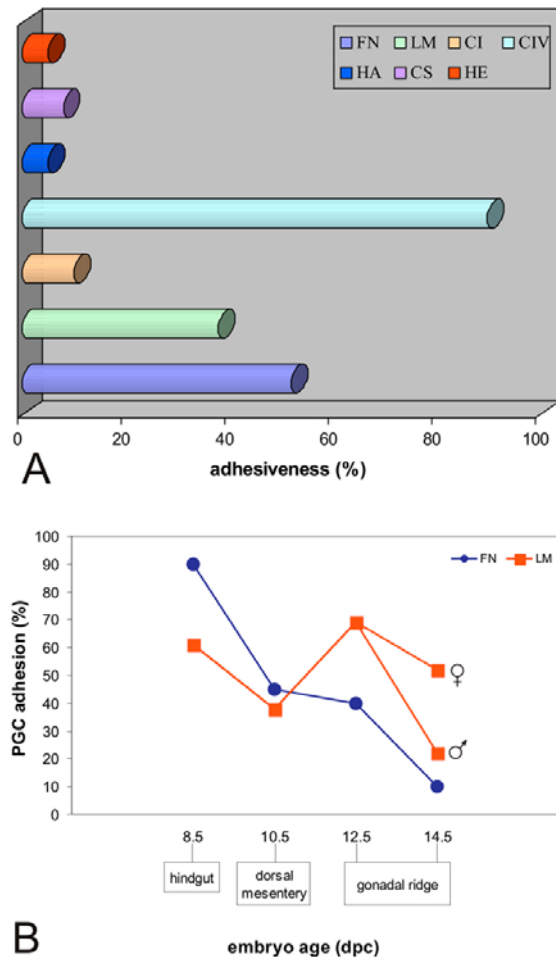 FN LM CI CIV
HA CS HE
0 20 40 60 80 100
A
adhesiveness (%)
100
90
80
70
60
50
40
30
20
10
0
PGC adhesion (%)
FN LM
♀
♂
8.5 10.5 12.5 14.5
hindgut
dorsal
mesentery
gonadal ridge
B
embryo age (dpc)